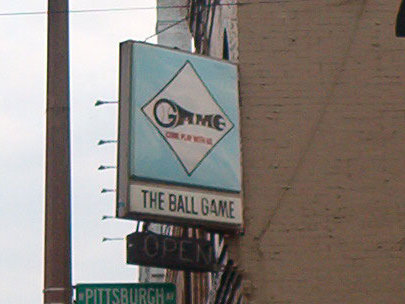 GAME
COME PLAY WITH US
THE BALL GAME
OPEN
PITTSBURGH